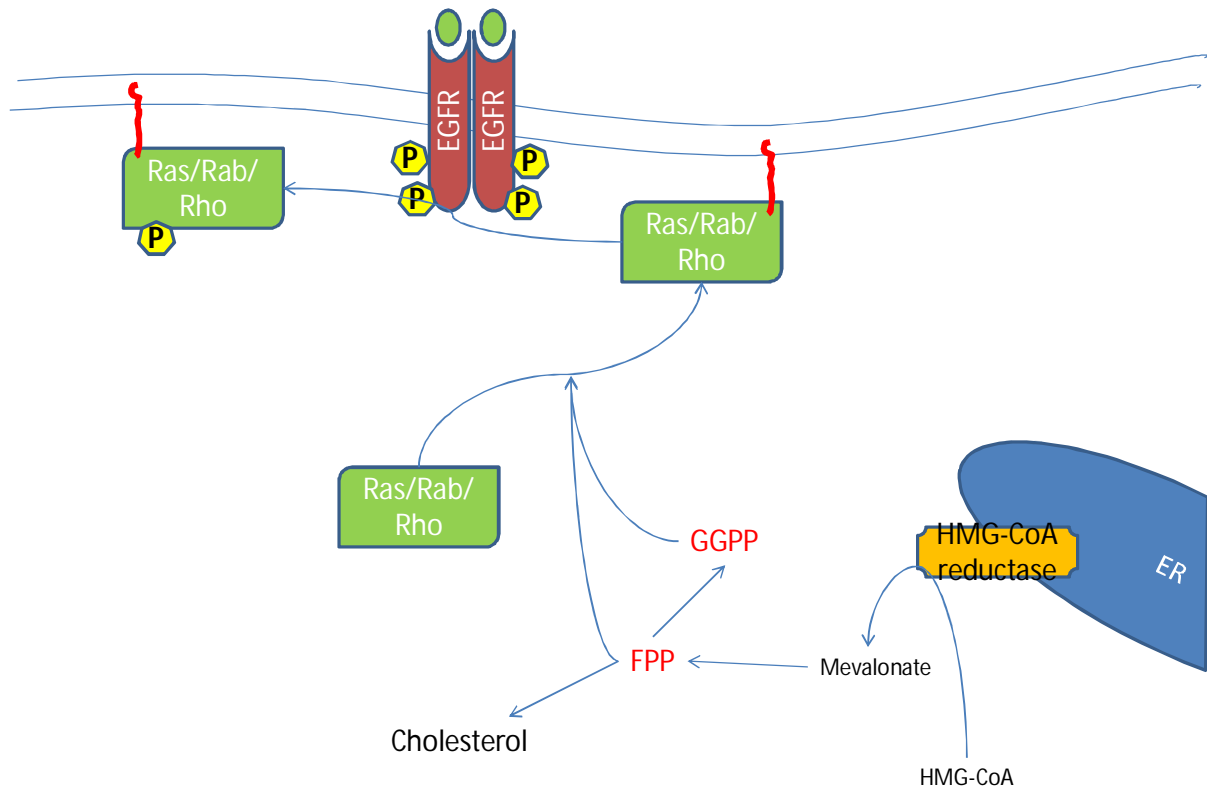 EGFR
EGFR
P
P
P
P
Ras/Rab/
Rho
P
Ras/Rab/
Rho
Ras/Rab/
Rho
GGPP
HMG-CoA
reductase
ER
FPP
Mevalonate
Cholesterol
HMG-CoA